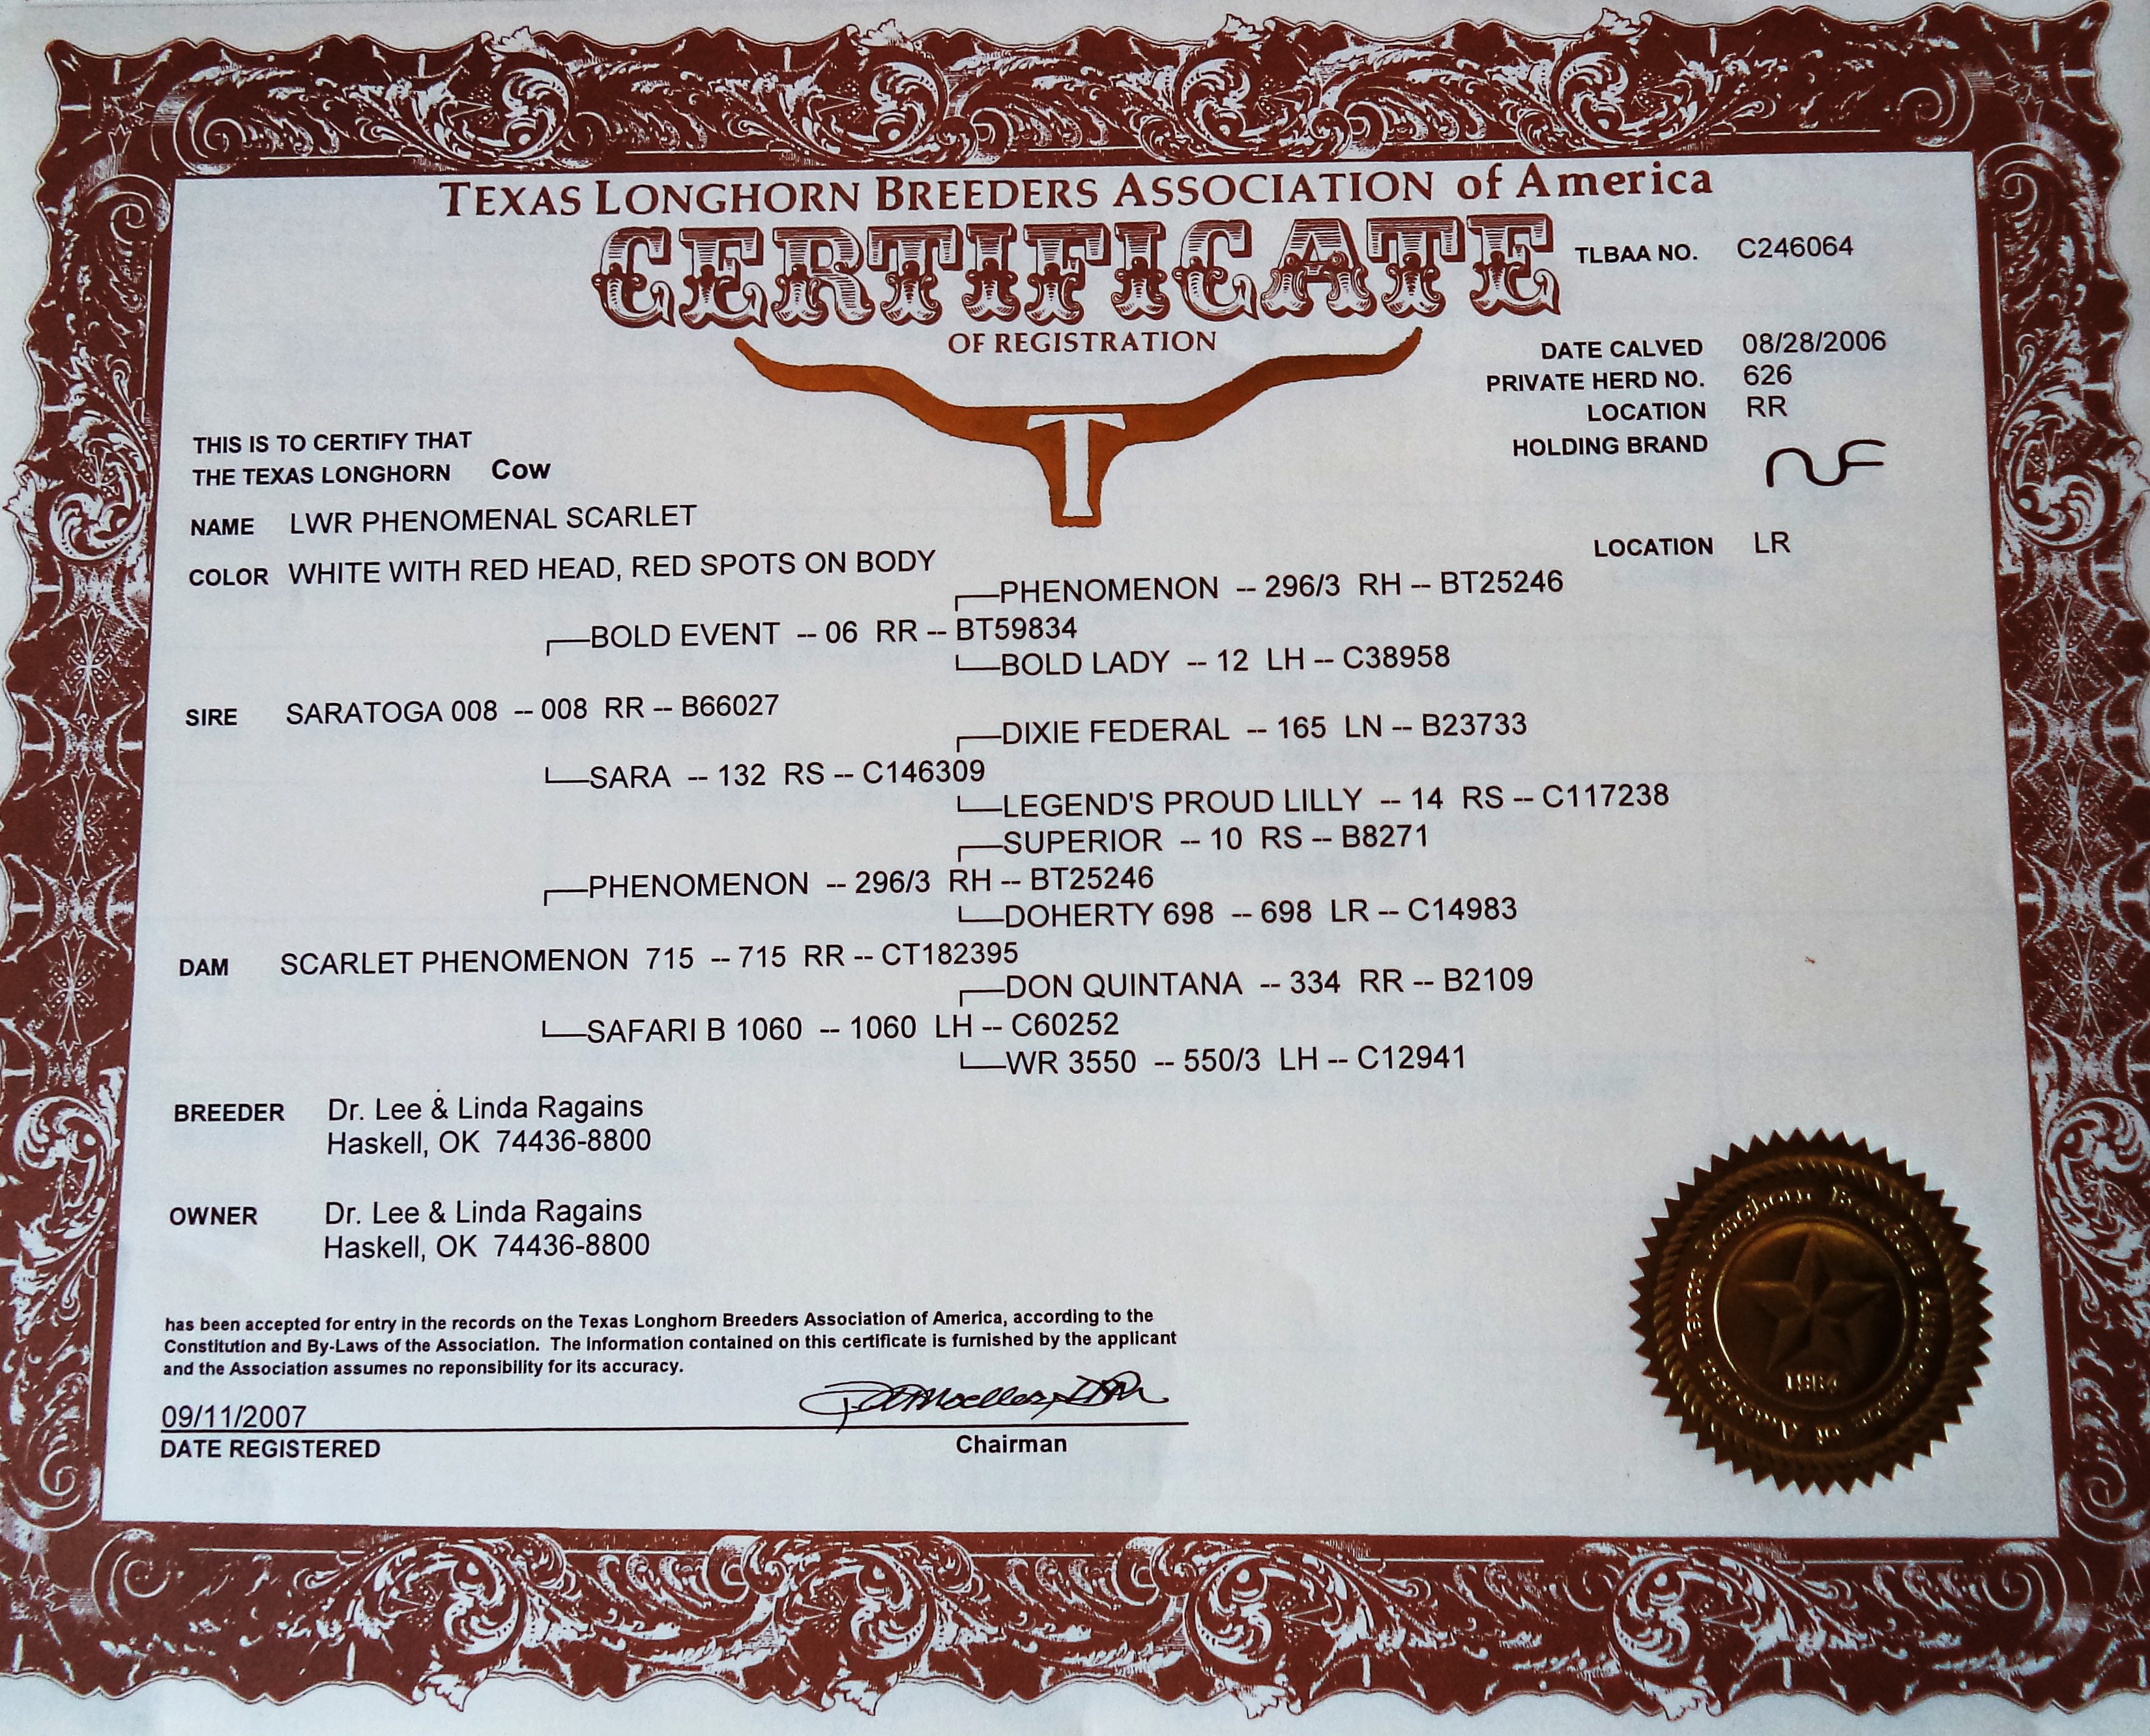 TEXAS LONGHORN BREEDERS ASSOCIATION of America
CERTIFICATE
TLBAA NO. C246064
OF REGISTRATION
DATE CALVED 08/28/2006
PRIVATE HERD NO. 626
LOCATION RR
HOLDING BRAND
THIS IS TO CERTIFY THAT
THE TEXAS LONGHORN Cow
T
NAME LWR PHENOMENAL SCARLET
LOCATION LR
COLOR WHITE WITH RED HEAD, RED SPOTS ON BODY
PHENOMENON -- 296/3 RH -- BT25246
BOLD EVENT -- 06 RR -- BT59834
BOLD LADY -- 12 LH -- C38958
SIRE SARATOGA 008 -- 008 RR -- B66027
DIXIE FEDERAL -- 165 LN -- B23733
SARA -- 132 RS -- C146309
LEGEND'S PROUD LILLY -- 14 RS -- C117238
SUPERIOR -- 10 RS -- B8271
PHENOMENON -- 296/3 RH -- BT25246
DOHERTY 698 -- 698 LR -- C14983
DAM SCARLET PHENOMENON 715 -- 715 RR -- CT182395
DON QUINTANA -- 334 RR -- B2109
SAFARI B 1060 -- 1060 LH -- C60252
WR 3550 -- 550/3 LH -- C12941
BREEDER Dr. Lee & Linda Ragains
Haskell, OK 74436-8800
OWNER Dr. Lee & Linda Ragains
Haskell, OK 74436-8800
has been accepted for entry in the records on the Texas Longhorn Breeders Association of America, according to the
Constitution and By-Laws of the Association. The Information contained on this certificate is furnished by the applicant
and the Association assumes no reponsibility for its accuracy.
09/11/2007
DATE REGISTERED
Chairman
Texas Longhorn Breeders Association of America
1964